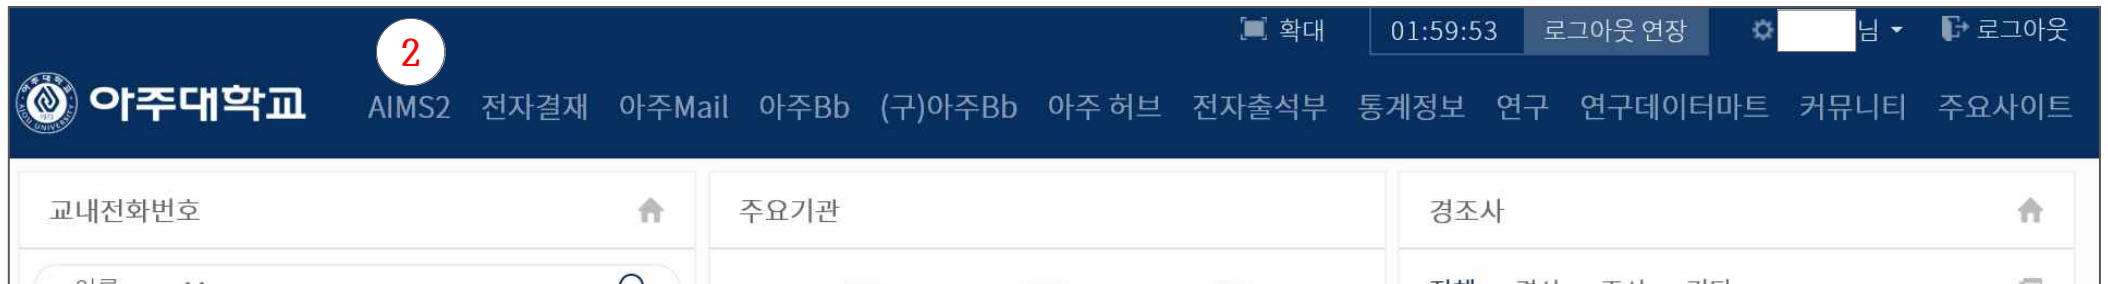 확대 01:59:53 로그아웃 연장 님 로그아웃
2
아주대학교 AIMS2 전자결재 아주Mail 아주Bb (구)아주Bb 아주 허브 전자출석부 통계정보 연구 연구데이터마트 커뮤니티 주요사이트
교내전화번호 주요기관 경조사